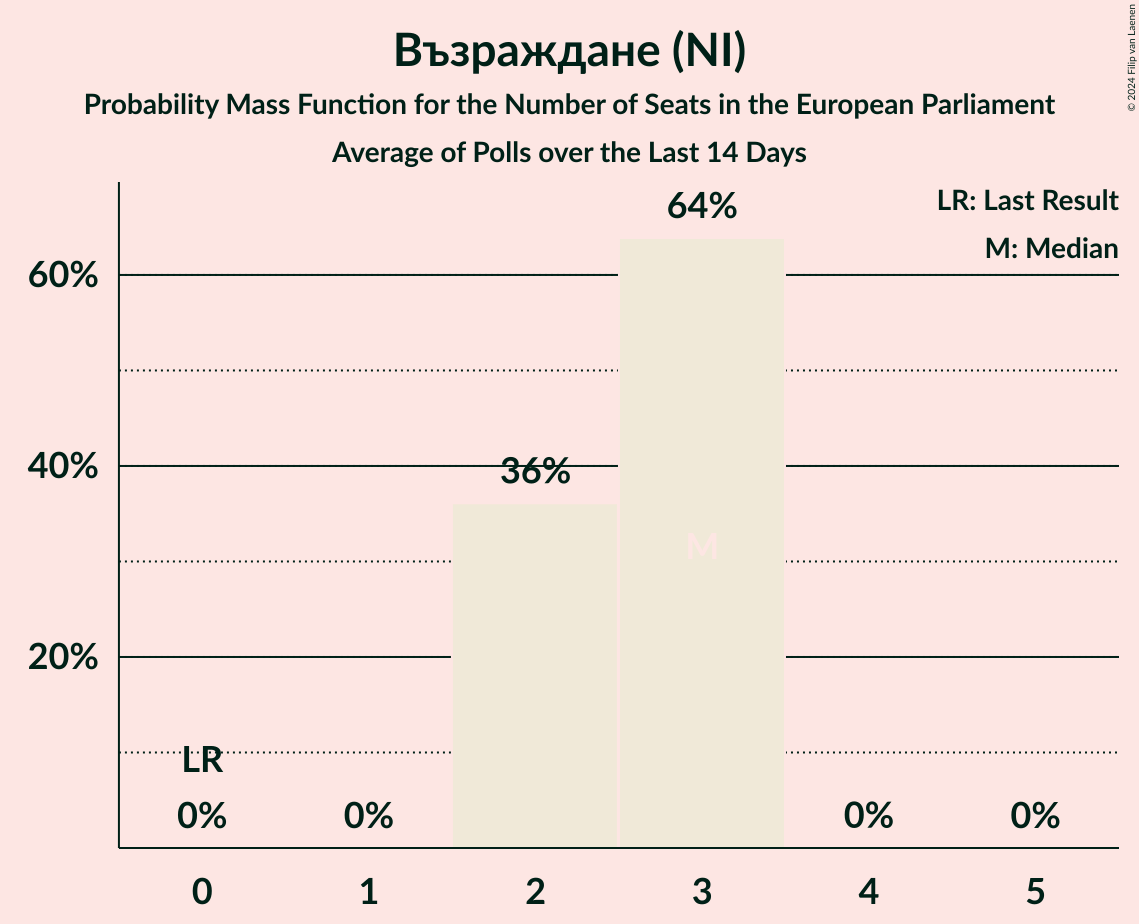 Възраждане (NI)
Probability Mass Function for the Number of Seats in the European Parliament
Average of Polls over the Last 14 Days
© 2024 Filip van Laenen
LR: Last Result
M: Median
64%
60%
40%
36%
M
20%
LR
0%
0%
0%
0%
0
1
2
3
4
5